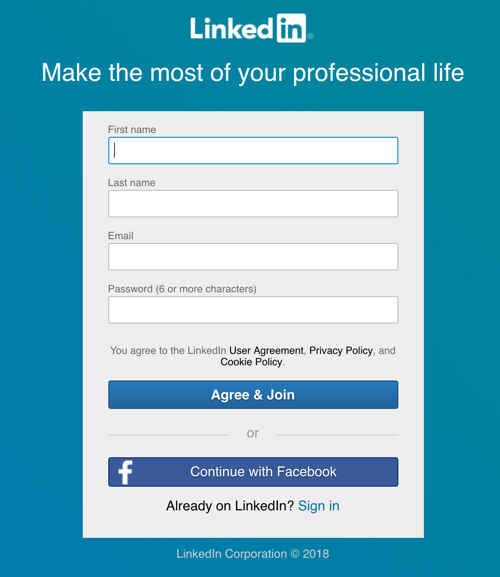 Linked in®
Make the most of your professional life
First name
Last name
Email
Password (6 or more characters)
You agree to the LinkedIn User Agreement, Privacy Policy, and
Cookie Policy.
Agree & Join
or
f Continue with Facebook
Already on LinkedIn? Sign in
LinkedIn Corporation © 2018